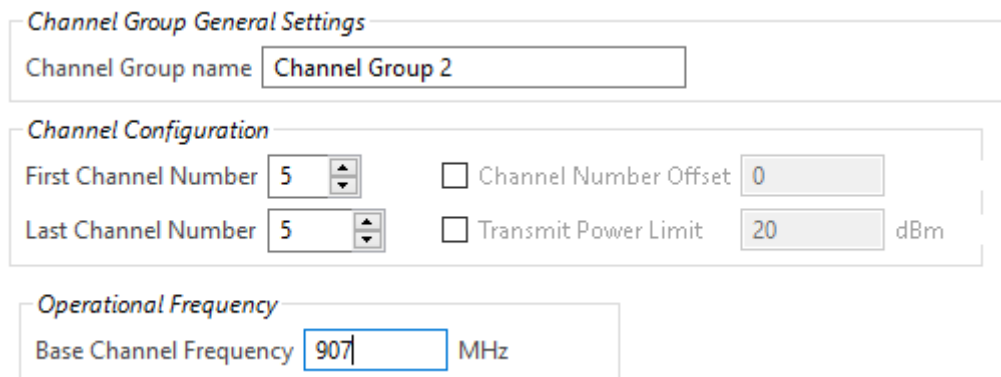 Channel Group General Settings
Channel Group name Channel Group 2
Channel Configuration
First Channel Number 5 Channel Number Offset 0
Last Channel Number 5 Transmit Power Limit 20 dBm
Operational Frequency
Base Channel Frequency 907 MHz